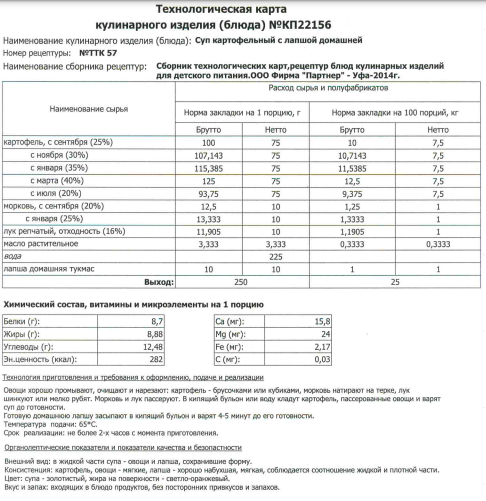 Технологическая карта
кулинарного изделия (блюда) №КП22156
Наименование кулинарного изделия (блюда): Суп картофельный с лапшой домашней
Номер рецептуры: №ТТК 57
Наименование сборника рецептур: Сборник технологических карт,рецептур блюд кулинарных изделий
для детского питания.ООО Фирма "Партнер" - Уфа-2014г.
Наименование сырья Расход сырья и полуфабрикатов
Норма закладки на 1 порцию, г Норма закладки на 100 порций, кг
Брутто Нетто Брутто Нетто
картофель, с сентября (25%) 100 75 10 7,5
с ноября (30%) 107,143 75 10,7143 7,5
с января (35%) 115,385 75 11,5385 7,5
с марта (40%) 125 75 12,5 7,5
с июля (20%) 93,75 75 9,375 7,5
морковь, с сентября (20%) 12,5 10 1,25 1
с января (25%) 13,333 10 1,3333 1
лук репчатый, отходность (16%) 11,905 10 1,1905 1
масло растительное 3,333 3,333 0,3333 0,3333
вода 225
лапша домашняя тукмас 10 10 1 1
Выход: 250 25
Химический состав, витамины и микроэлементы на 1 порцию
Белки (г): 8,7 Ca (мг): 15,8
Жиры (г): 8,88 Mg (мг): 24
Углеводы (г): 12,48 Fe (мг): 2,17
Эн.ценность (ккал): 282 C (мг): 0,03
Технология приготовления и требования к оформлению, подаче и реализации
Овощи хорошо промывают, очищают и нарезают: картофель - брусочками или кубиками, морковь натирают на терке, лук
шинкуют или мелко рубят. Морковь и лук пассеруют. В кипящий бульон или воду кладут картофель, пассерованные овощи и варят
суп до готовности.
Готовую домашнюю лапшу засыпают в кипящий бульон и варят 4-5 минут до его готовности.
Температура подачи: 65°С.
Срок реализации: не более 2-х часов с момента приготовления.
Органолептические показатели и показатели качества и безопастности
Внешний вид: в жидкой части супа - овощи и лапша, сохранившие форму.
Консистенция: картофель, овощи - мягкие, лапша - хорошо набухшая, мягкая, соблюдается соотношение жидкой и плотной части.
Цвет: супа - золотистый, жира на поверхности - светло-оранжевый.
Вкус и запах: входящих в блюдо продуктов, без посторонних привкусов и запахов.